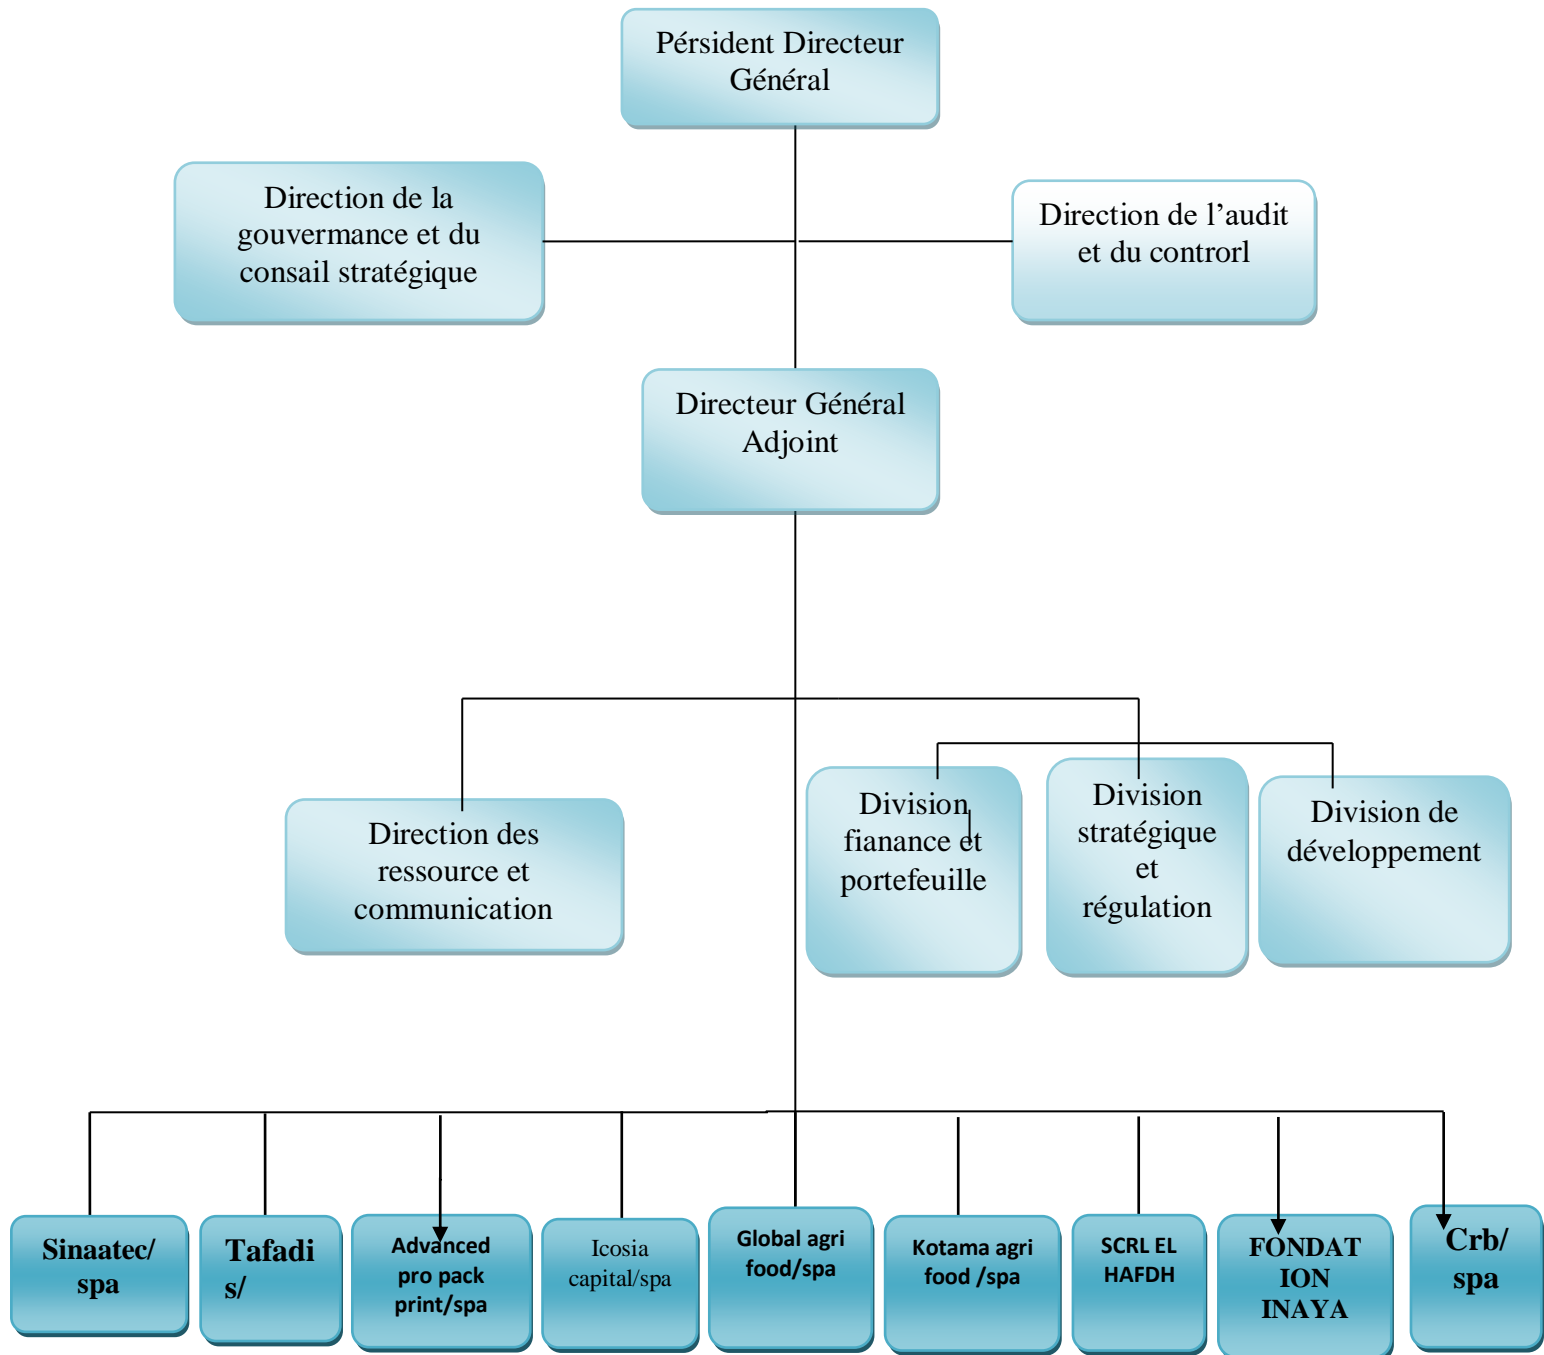 Pérsident Directeur
Général
Direction de la
gouvermance et du
consail stratégique
Direction de l’audit
et du controrl
Directeur Général
Adjoint
Direction des
ressource et
communication
Division
fianance et
portefeuille
Division
stratégique
et
régulation
Division de
développement
Sinaatec/
spa
Tafadi
s/
Advanced
pro pack
print/spa
Icosia
capital/spa
Global agri
food/spa
Kotama agri
food /spa
SCRL EL
HAFDH
FONDAT
ION
INAYA
Crb/
spa